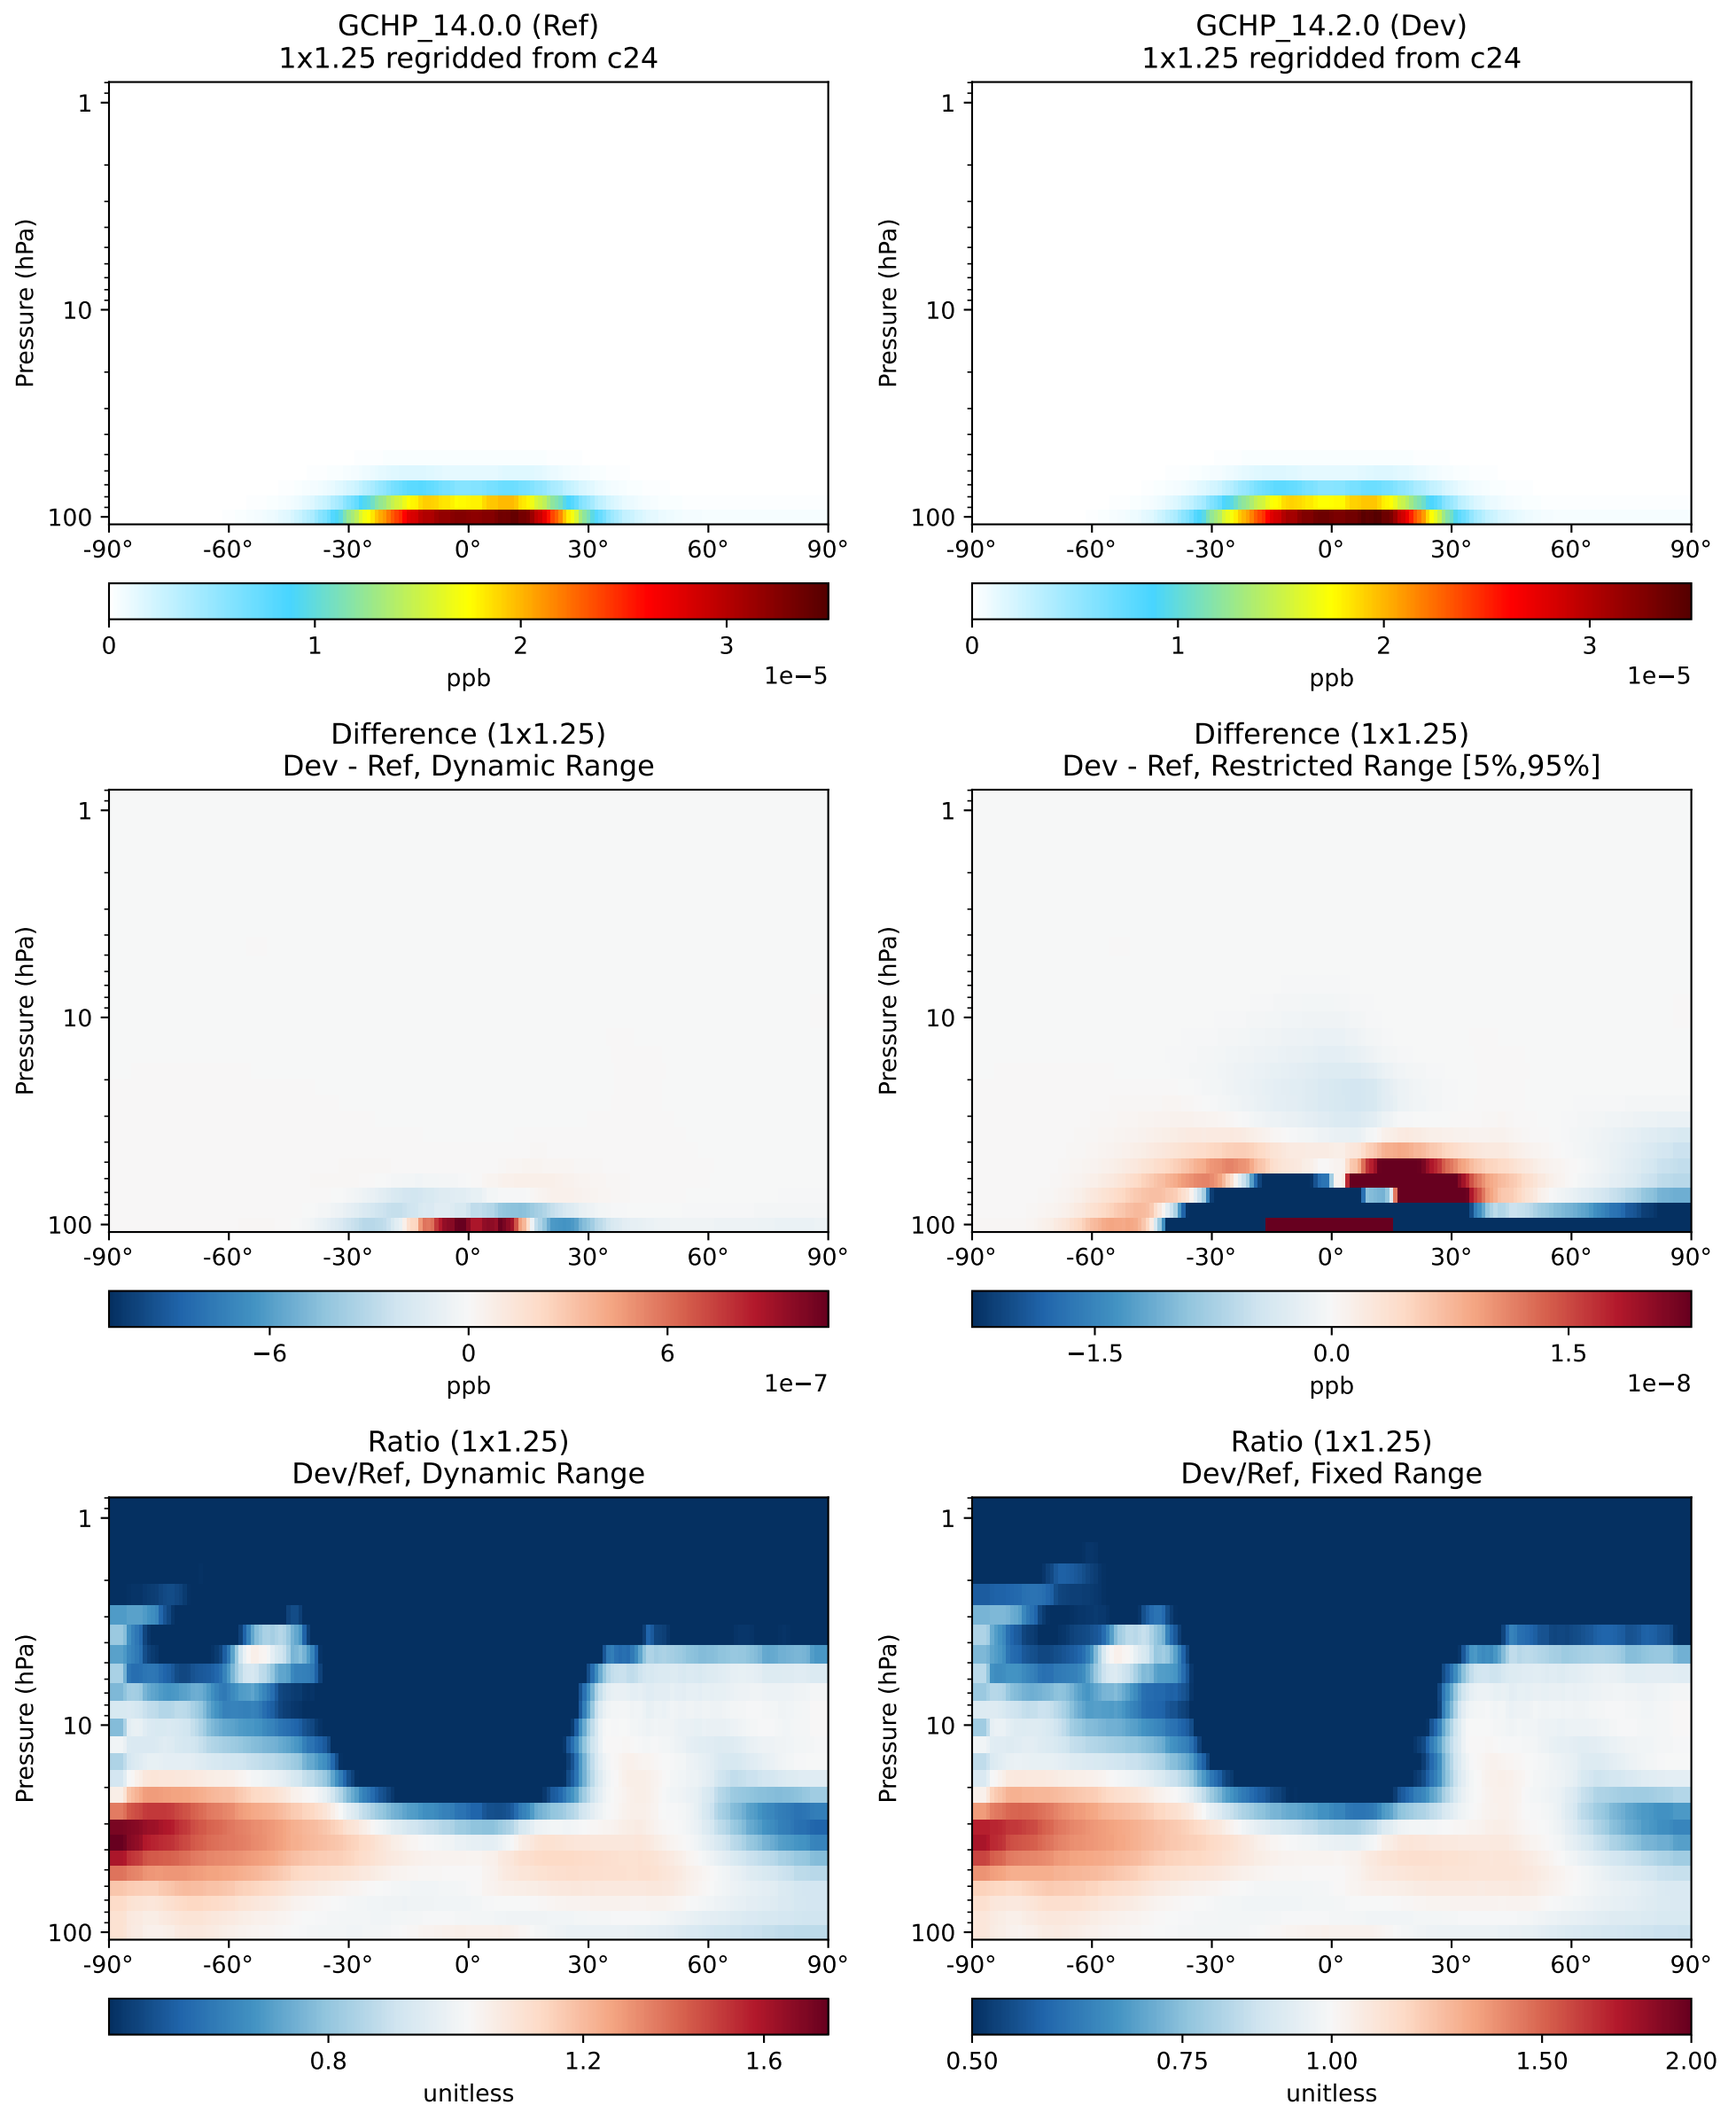 GCHP_14.0.0 (Ref)
1x1.25 regridded from c24
Pressure (hPa)
1
10
100
-90° -60° -30° 0° 30° 60° 90°
0 1 2 3
ppb
1e−5
GCHP_14.2.0 (Dev)
1x1.25 regridded from c24
Pressure (hPa)
1
10
100
-90° -60° -30° 0° 30° 60° 90°
0 1 2 3
ppb
1e−5
Difference (1x1.25)
Dev - Ref, Dynamic Range
Pressure (hPa)
1
10
100
-90° -60° -30° 0° 30° 60° 90°
−6 0 6
ppb
1e−7
Difference (1x1.25)
Dev - Ref, Restricted Range [5%,95%]
Pressure (hPa)
1
10
100
-90° -60° -30° 0° 30° 60° 90°
−1.5 0.0 1.5
ppb
1e−8
Ratio (1x1.25)
Dev/Ref, Dynamic Range
Pressure (hPa)
1
10
100
-90° -60° -30° 0° 30° 60° 90°
0.8 1.2 1.6
unitless
Ratio (1x1.25)
Dev/Ref, Fixed Range
Pressure (hPa)
1
10
100
-90° -60° -30° 0° 30° 60° 90°
0.50 0.75 1.00 1.50 2.00
unitless